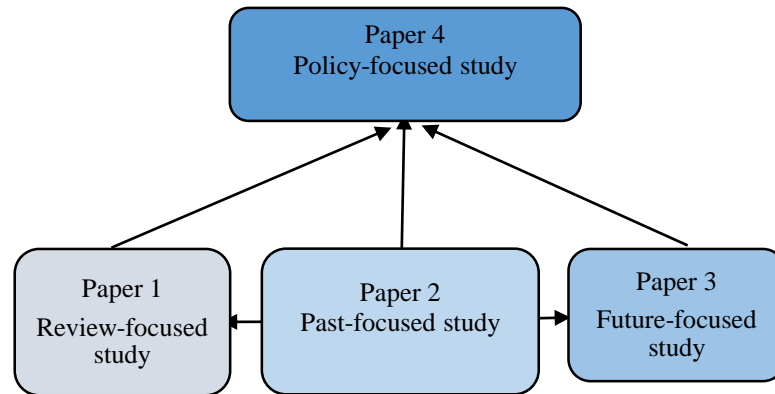 Paper 4
Policy-focused study
Paper 1
Review-focused
study
Paper 2
Past-focused study
Paper 3
Future-focused
study